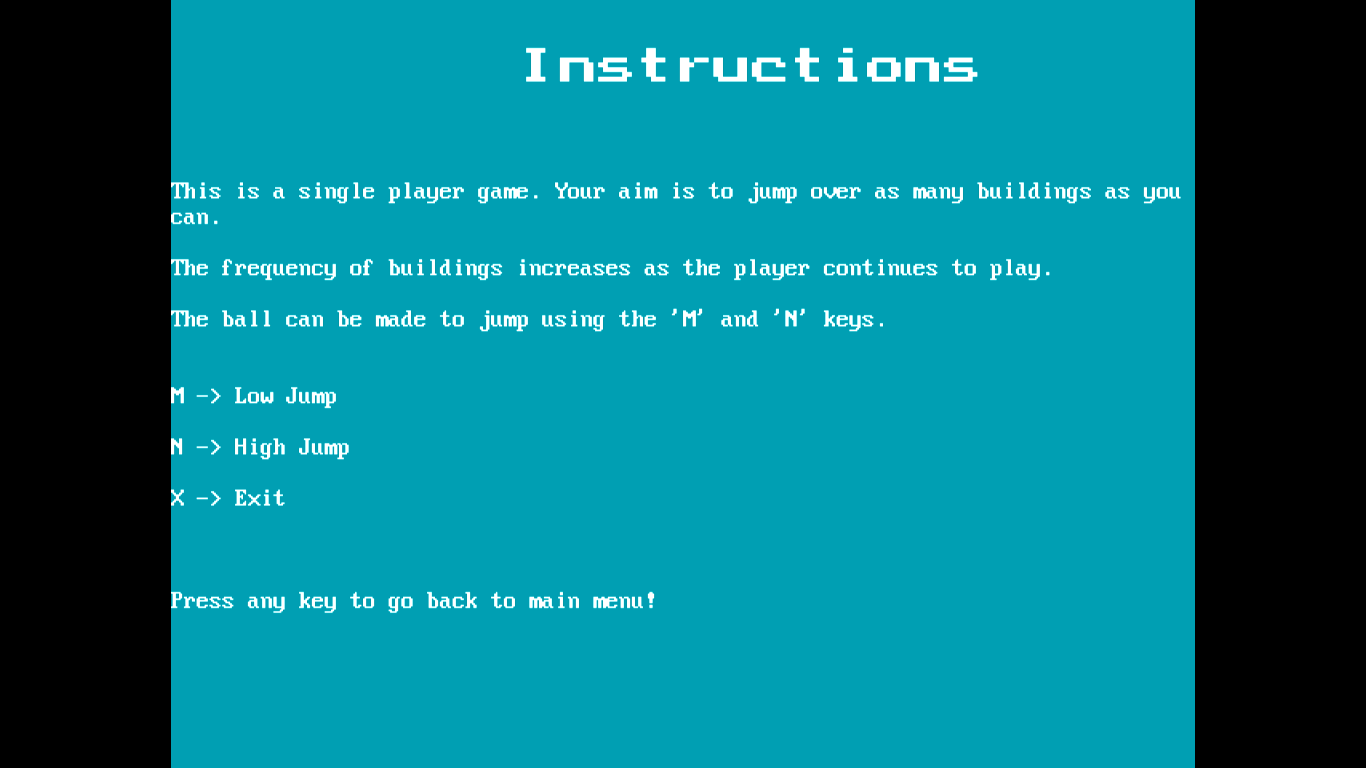 Instructions
This is a single player game. Your aim is to jump over as many buildings as you
can.
The frequency of buildings increases as the player continues to play.
The ball can be made to jump using the 'M' and 'N' keys.
M -> Low Jump
N -> High Jump
X -> Exit
Press any key to go back to main menu!